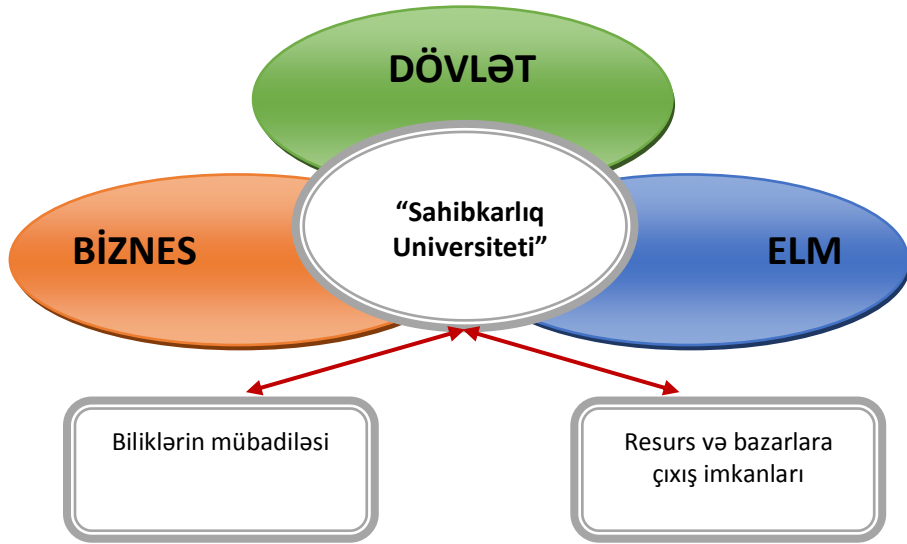 DÖVLƏT
BİZNES
“Sahibkarlıq
Universiteti”
ELM
Biliklərin mübadiləsi
Resurs və bazarlara
çıxış imkanları